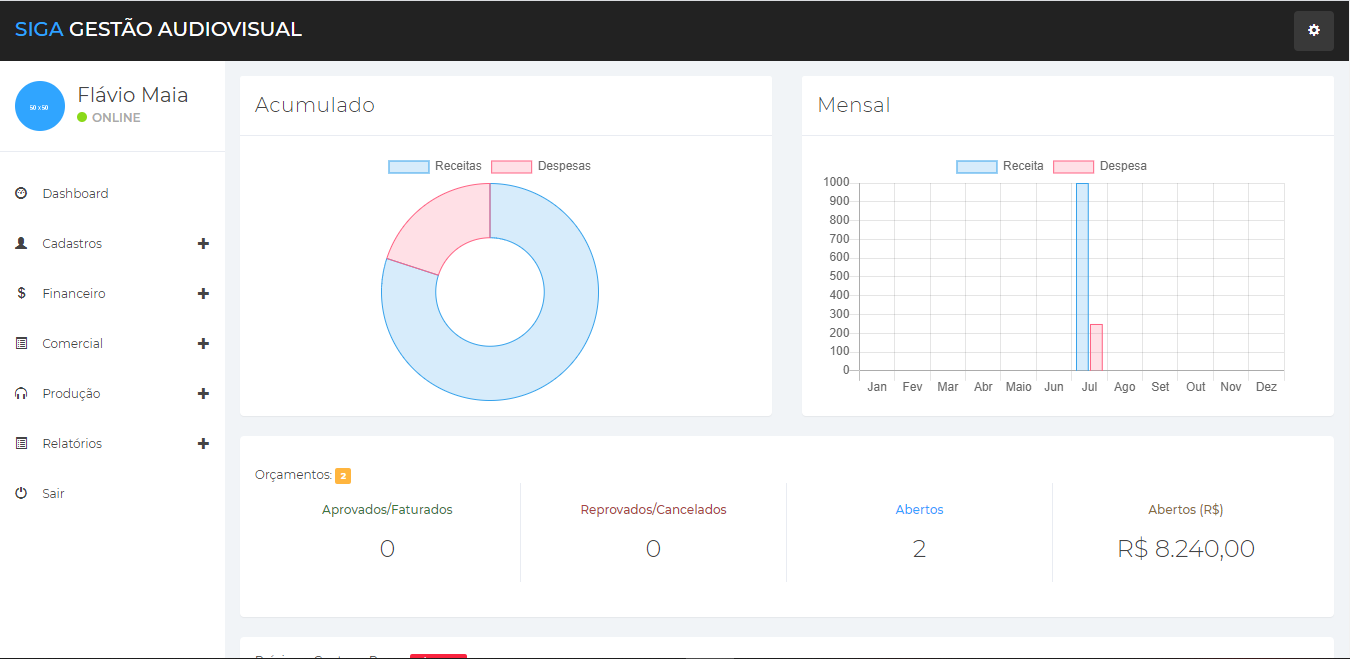 SIGA GESTÃO AUDIOVISUAL
50 x 50
Flávio Maia
ONLINE
Dashboard
Cadastros
Financeiro
Comercial
Produção
Relatórios
Sair
Acumulado
Receitas Despesas
Mensal
Receita Despesa
1000
900
800
700
600
500
400
300
200
100
0
Jan Fev Mar Abr Maio Jun Jul Ago Set Out Nov Dez
Orçamentos: 2
Aprovados/Faturados
0
Reprovados/Cancelados
0
Abertos
2
Abertos (R$)
R$ 8.240,00